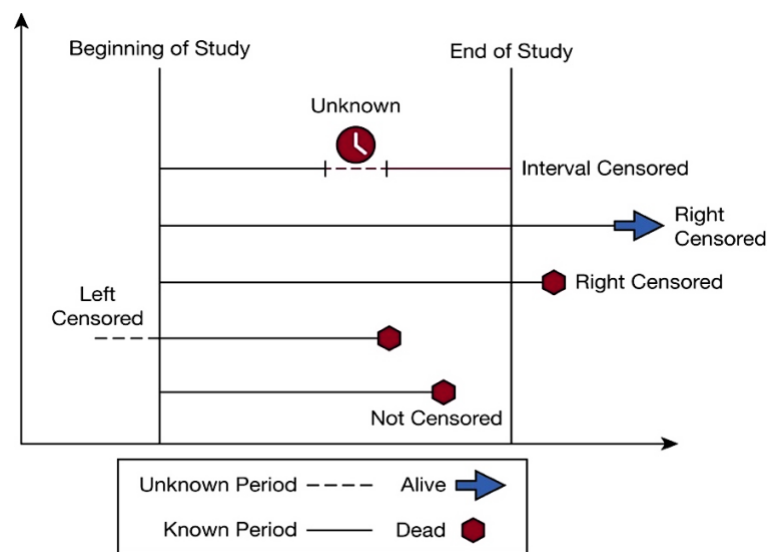 Beginning of Study
End of Study
Unknown
Interval Censored
Right
Censored
Right Censored
Left
Censored
Not Censored
Unknown Period
Alive
Known Period
Dead